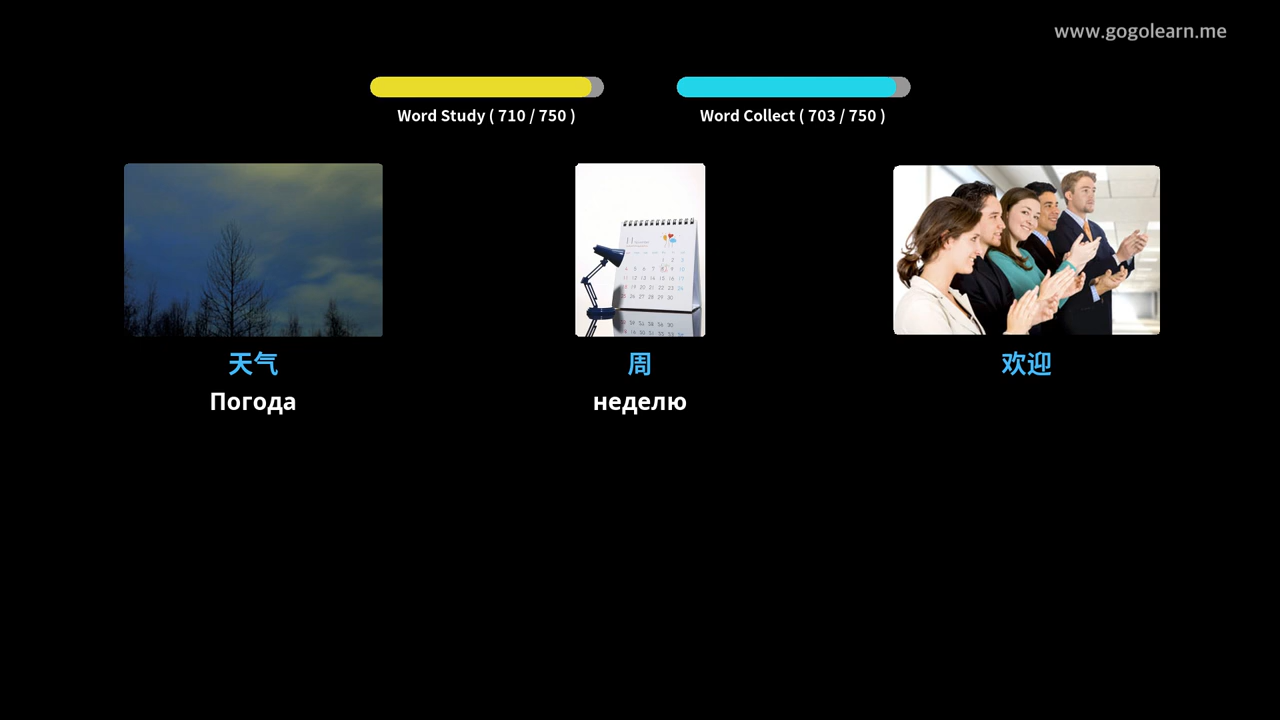 www.gogolearn.me
Word Study ( 710 / 750 )
Word Collect ( 703 / 750 )
天气
周
欢迎
Погода
неделю